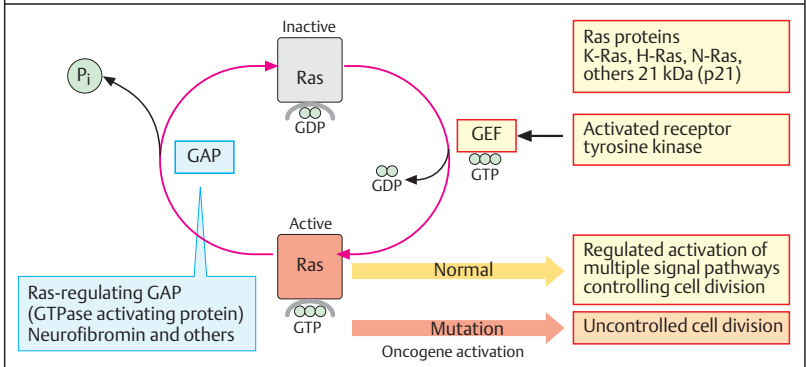 Inactive
Ras
GDP
Pi
GAP
Ras proteins
K-Ras, H-Ras, N-Ras,
others 21 kDa (p21)
GEF
GTP
Activated receptor
tyrosine kinase
GDP
Active
Ras
GTP
Ras-regulating GAP
(GTPase activating protein)
Neurofibromin and others
Normal
Regulated activation of
multiple signal pathways
controlling cell division
Mutation
Oncogene activation
Uncontrolled cell division